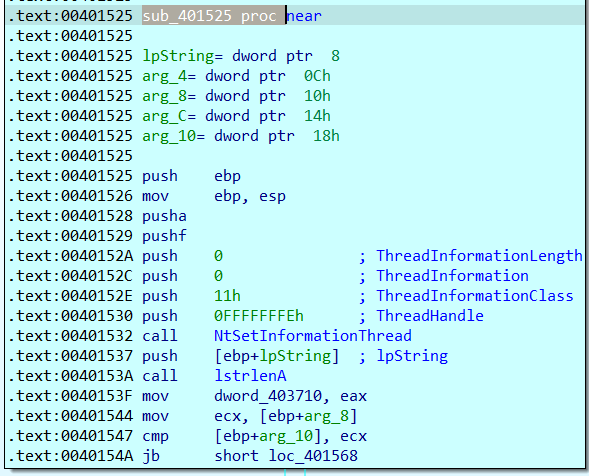 .text:00401525 sub_401525 proc near
.text:00401525
.text:00401525 lpString= dword ptr  8
.text:00401525 arg_4= dword ptr  0Ch
.text:00401525 arg_8= dword ptr  10h
.text:00401525 arg_C= dword ptr  14h
.text:00401525 arg_10= dword ptr  18h
.text:00401525
.text:00401525 push    ebp
.text:00401526 mov     ebp, esp
.text:00401528 pusha
.text:00401529 pushf
.text:0040152A push    0               ; ThreadInformationLength
.text:0040152C push    0               ; ThreadInformation
.text:0040152E push    11h             ; ThreadInformationClass
.text:00401530 push    0FFFFFFFEh      ; ThreadHandle
.text:00401532 call    NtSetInformationThread
.text:00401537 push    [ebp+lpString]  ; lpString
.text:0040153A call    lstrlenA
.text:0040153F mov     dword_403710, eax
.text:00401544 mov     ecx, [ebp+arg_8]
.text:00401547 cmp     [ebp+arg_10], ecx
.text:0040154A jb      short loc_401568